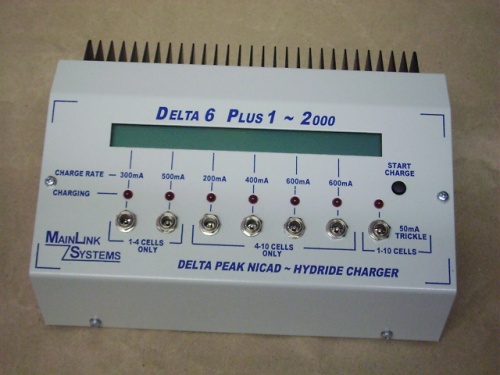 DELTA 6 PLUS 1 ~ 2000
CHARGE RATE 300mA 500mA 200mA 400mA 600mA 600mA
START
CHARGE
CHARGING
50mA
TRICKLE
1-4 CELLS
ONLY
4-10 CELLS
ONLY
1-10 CELLS
MAINLINK
SYSTEMS
DELTA PEAK NICAD ~ HYDRIDE CHARGER